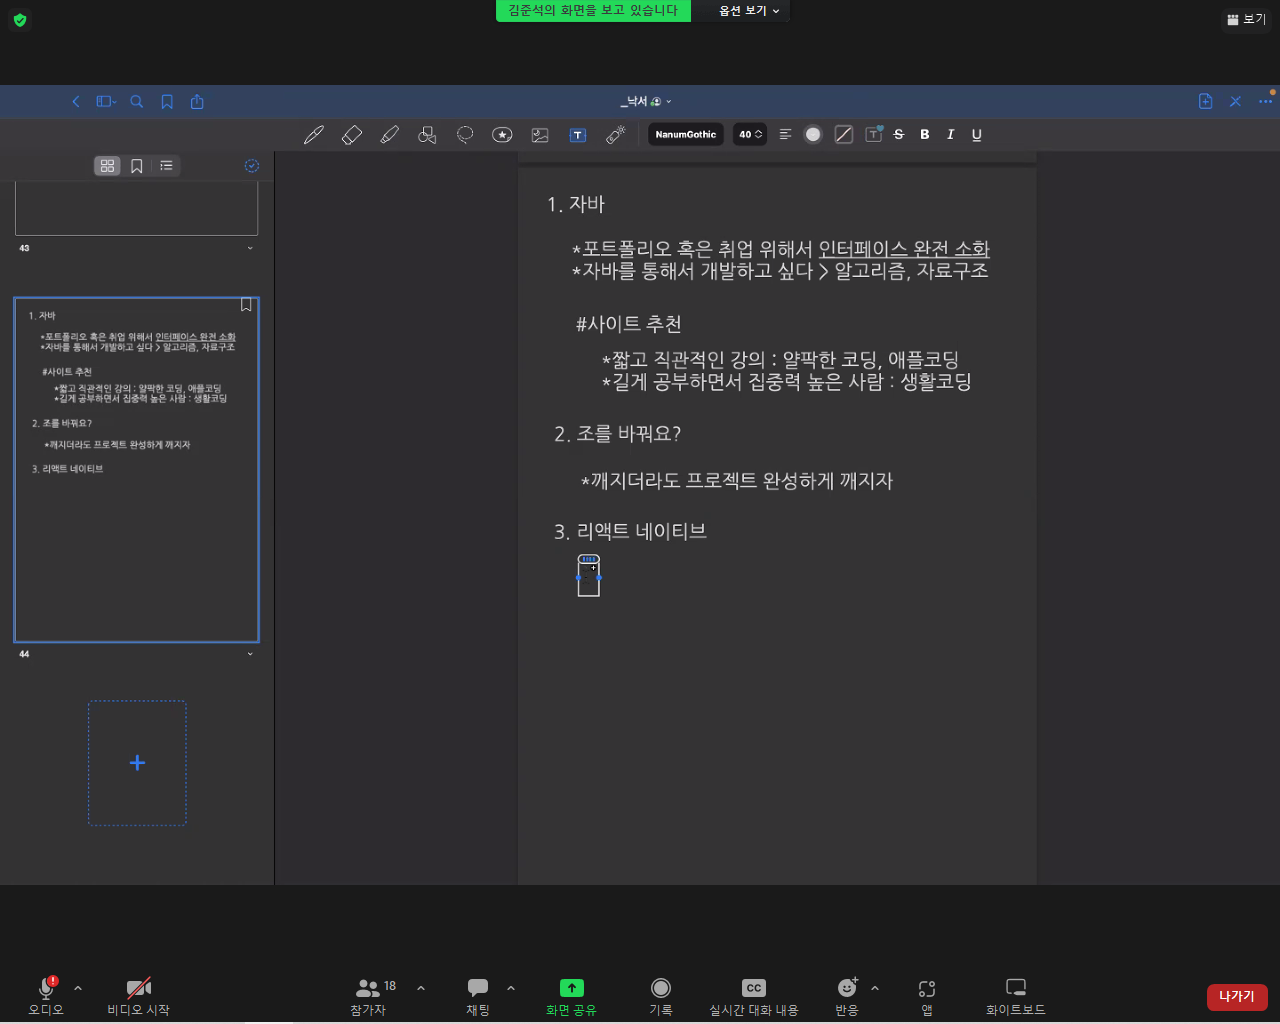 김준석의 화면을 보고 있습니다
옵션 보기
보기
_낙서
NanumGothic
40
B
I
U
43
1. 자바
*포트폴리오 혹은 취업 위해서 인터페이스 완전 소화
*자바를 통해서 개발하고 싶다 > 알고리즘, 자료구조
#사이트 추천
*짧고 직관적인 강의 : 얄팍한 코딩, 애플코딩
*길게 공부하면서 집중력 높은 사람 : 생활코딩
2. 조를 바꿔요?
*깨지더라도 프로젝트 완성하게 깨지자
3. 리액트 네이티브
44
1. 자바
*포트폴리오 혹은 취업 위해서 인터페이스 완전 소화
*자바를 통해서 개발하고 싶다 > 알고리즘, 자료구조
#사이트 추천
*짧고 직관적인 강의 : 얄팍한 코딩, 애플코딩
*길게 공부하면서 집중력 높은 사람 : 생활코딩
2. 조를 바꿔요?
*깨지더라도 프로젝트 완성하게 깨지자
3. 리액트 네이티브
오디오
비디오 시작
18
참가자
채팅
화면 공유
기록
CC
실시간 대화 내용
반응
앱
화이트보드
나가기